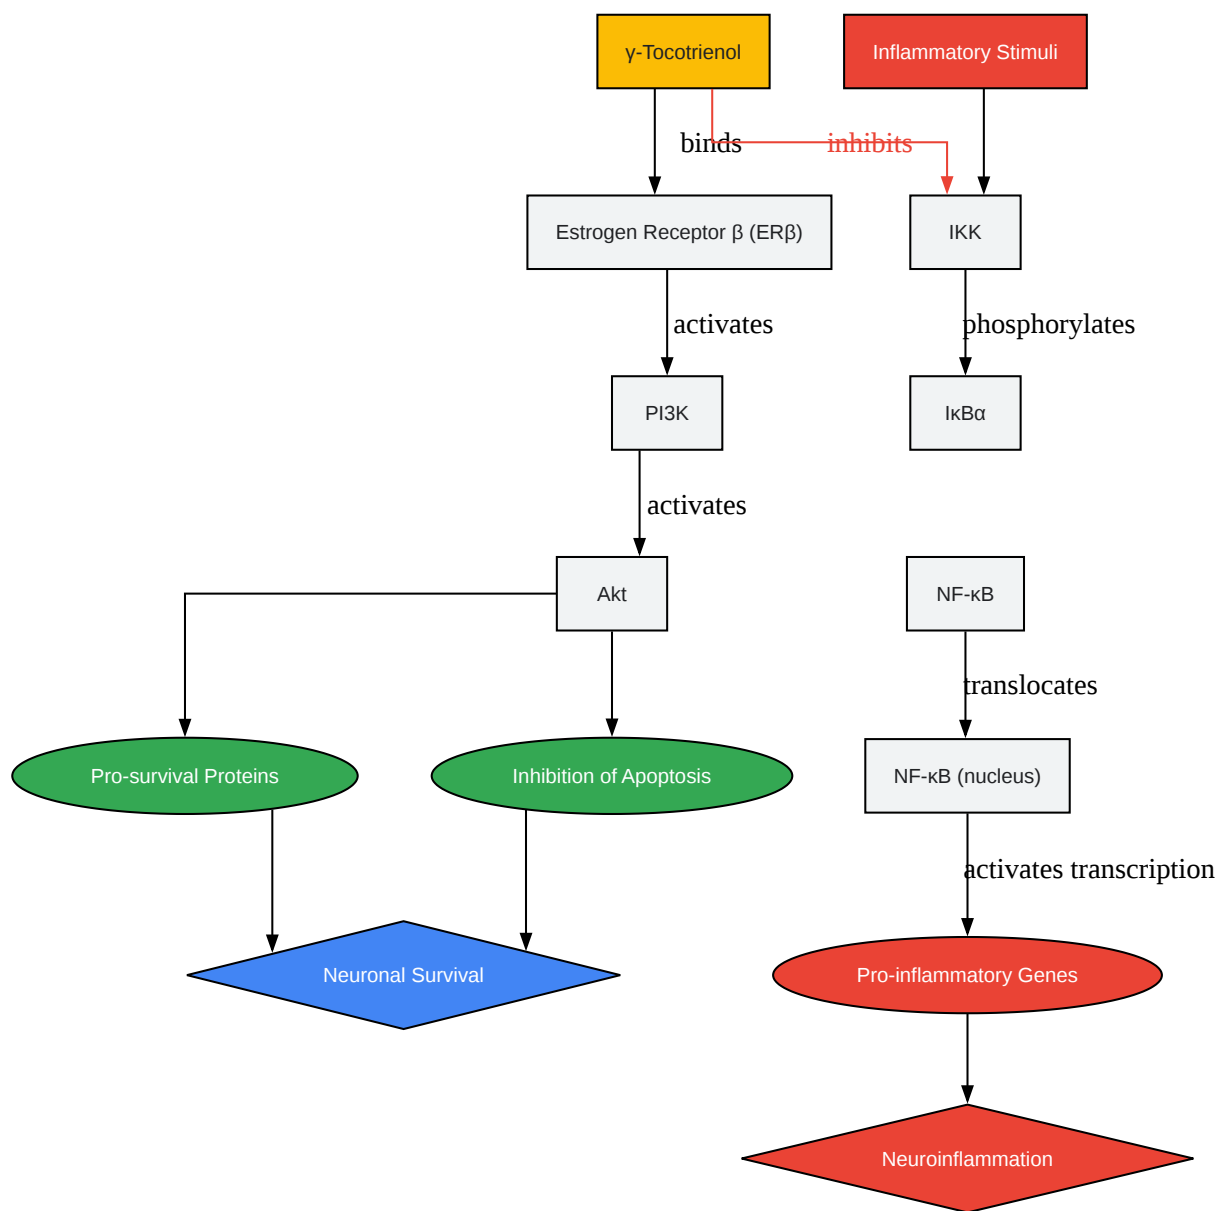 γ-Tocotrienol
Inflammatory Stimuli
binds
inhibits
Estrogen Receptor β (ERβ)
IKK
activates
phosphorylates
PI3K
IκBα
activates
Akt
NF-κB
translocates
Pro-survival Proteins
Inhibition of Apoptosis
NF-κB (nucleus)
activates transcription
Neuronal Survival
Pro-inflammatory Genes
Neuroinflammation